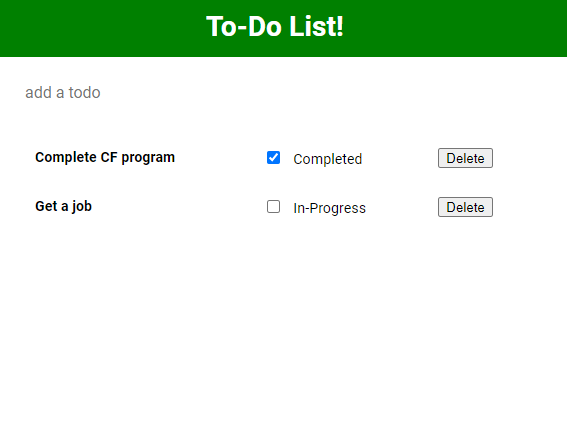 To-Do List!
add a todo
Complete CF program Completed Delete
Get a job In-Progress Delete